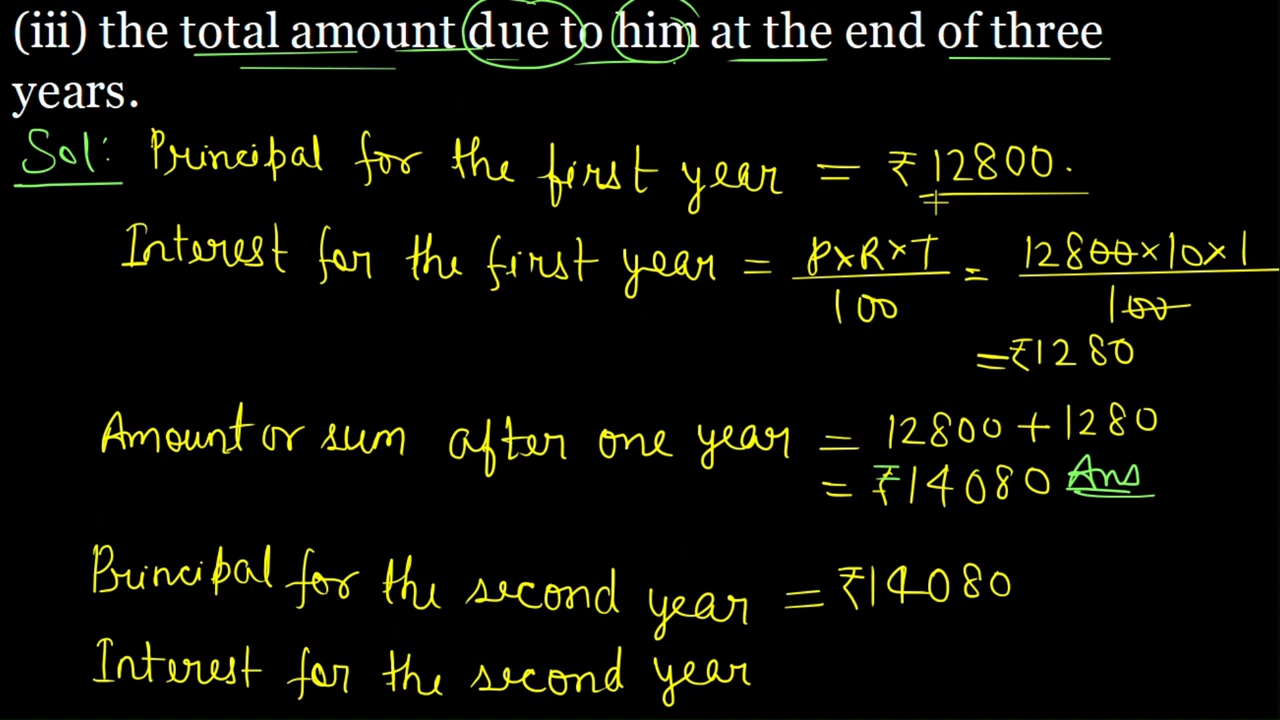 (iii) the total amount due to him at the end of three
years.
Sol: Principal for the first year = ₹12800.
Interest for the first year = P×R×T/100 = 12800×10×1/100
=₹1280
Amount or sum after one year = 12800+1280
= ₹14080 Ans
Principal for the second year = ₹14080
Interest for the second year